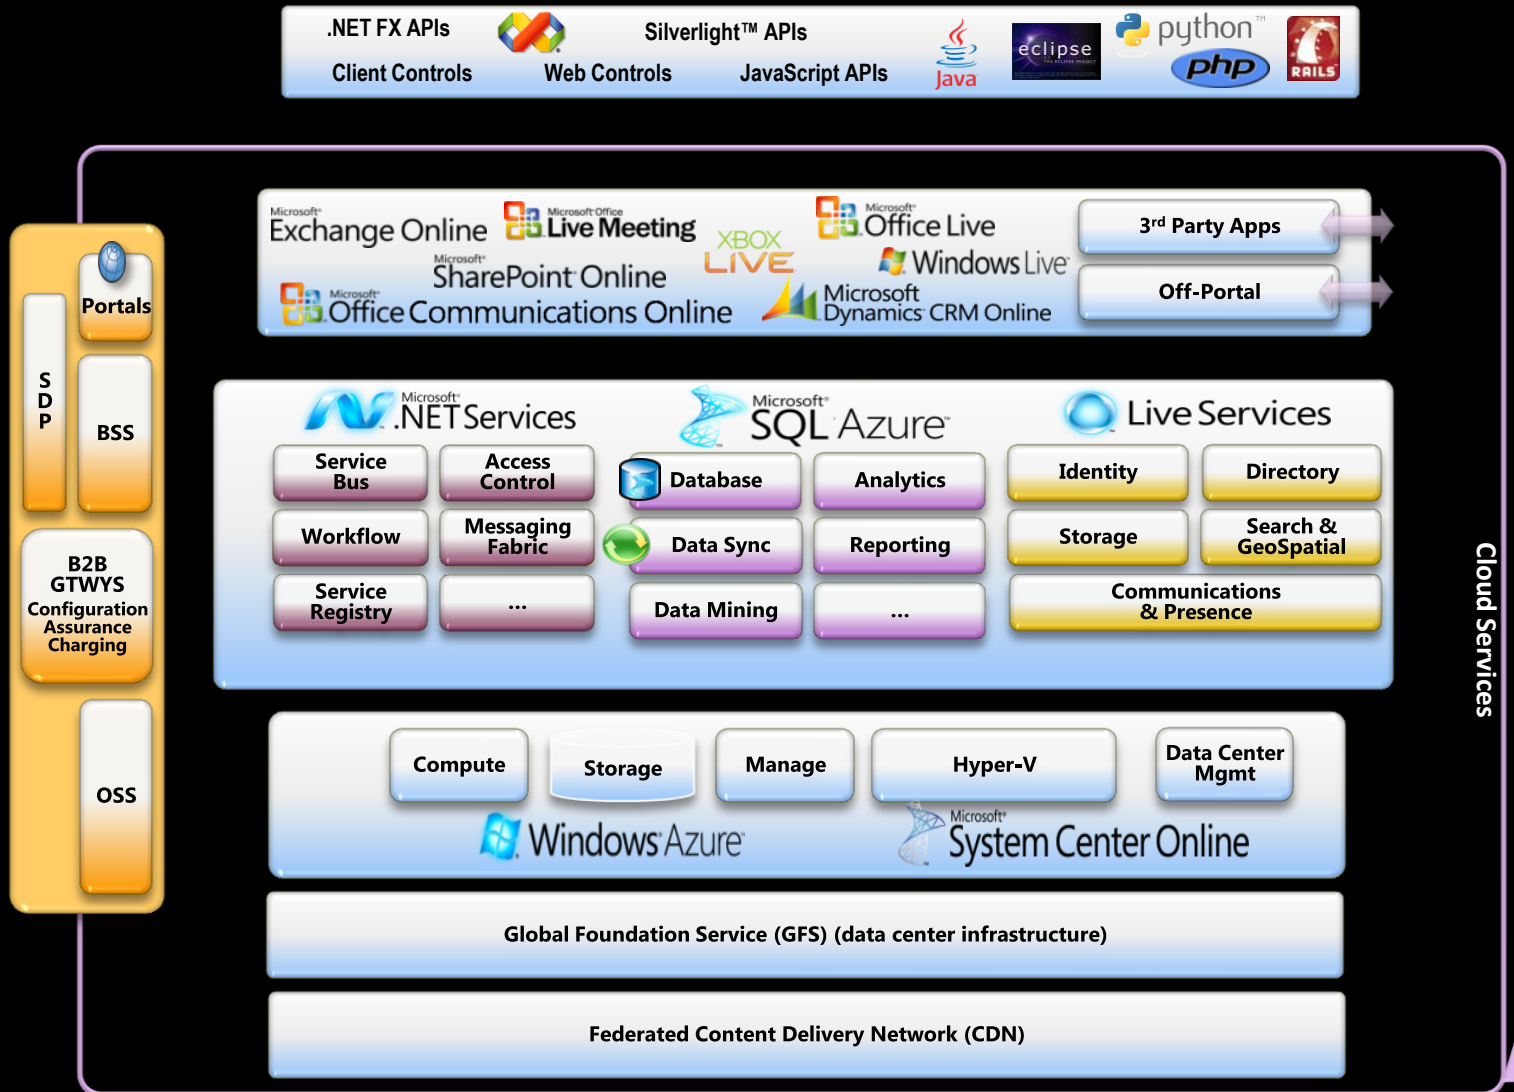 .NET FX APIs
Silverlight™ APIs
Client Controls
Web Controls
JavaScript APIs
Java
eclipse
python™
php
RAILS
Microsoft®
Exchange Online
Microsoft® Office
Live Meeting
Microsoft®
Office Live
XBOX
LIVE
Microsoft®
SharePoint® Online
Windows Live™
Microsoft®
Office Communications Online
Microsoft
Dynamics® CRM Online
3rd Party Apps
Off-Portal
Portals
S
D
P
BSS
B2B
GTWYS
Configuration
Assurance
Charging
OSS
Microsoft®
.NET Services
Service
Bus
Access
Control
Workflow
Messaging
Fabric
Service
Registry
...
Microsoft®
SQL Azure™
Database
Analytics
Data Sync
Reporting
Data Mining
...
Live Services
Identity
Directory
Storage
Search &
GeoSpatial
Communications
& Presence
Cloud Services
Compute
Storage
Manage
Hyper-V
Data Center
Mgmt
Windows® Azure™
Microsoft®
System Center Online
Global Foundation Service (GFS) (data center infrastructure)
Federated Content Delivery Network (CDN)